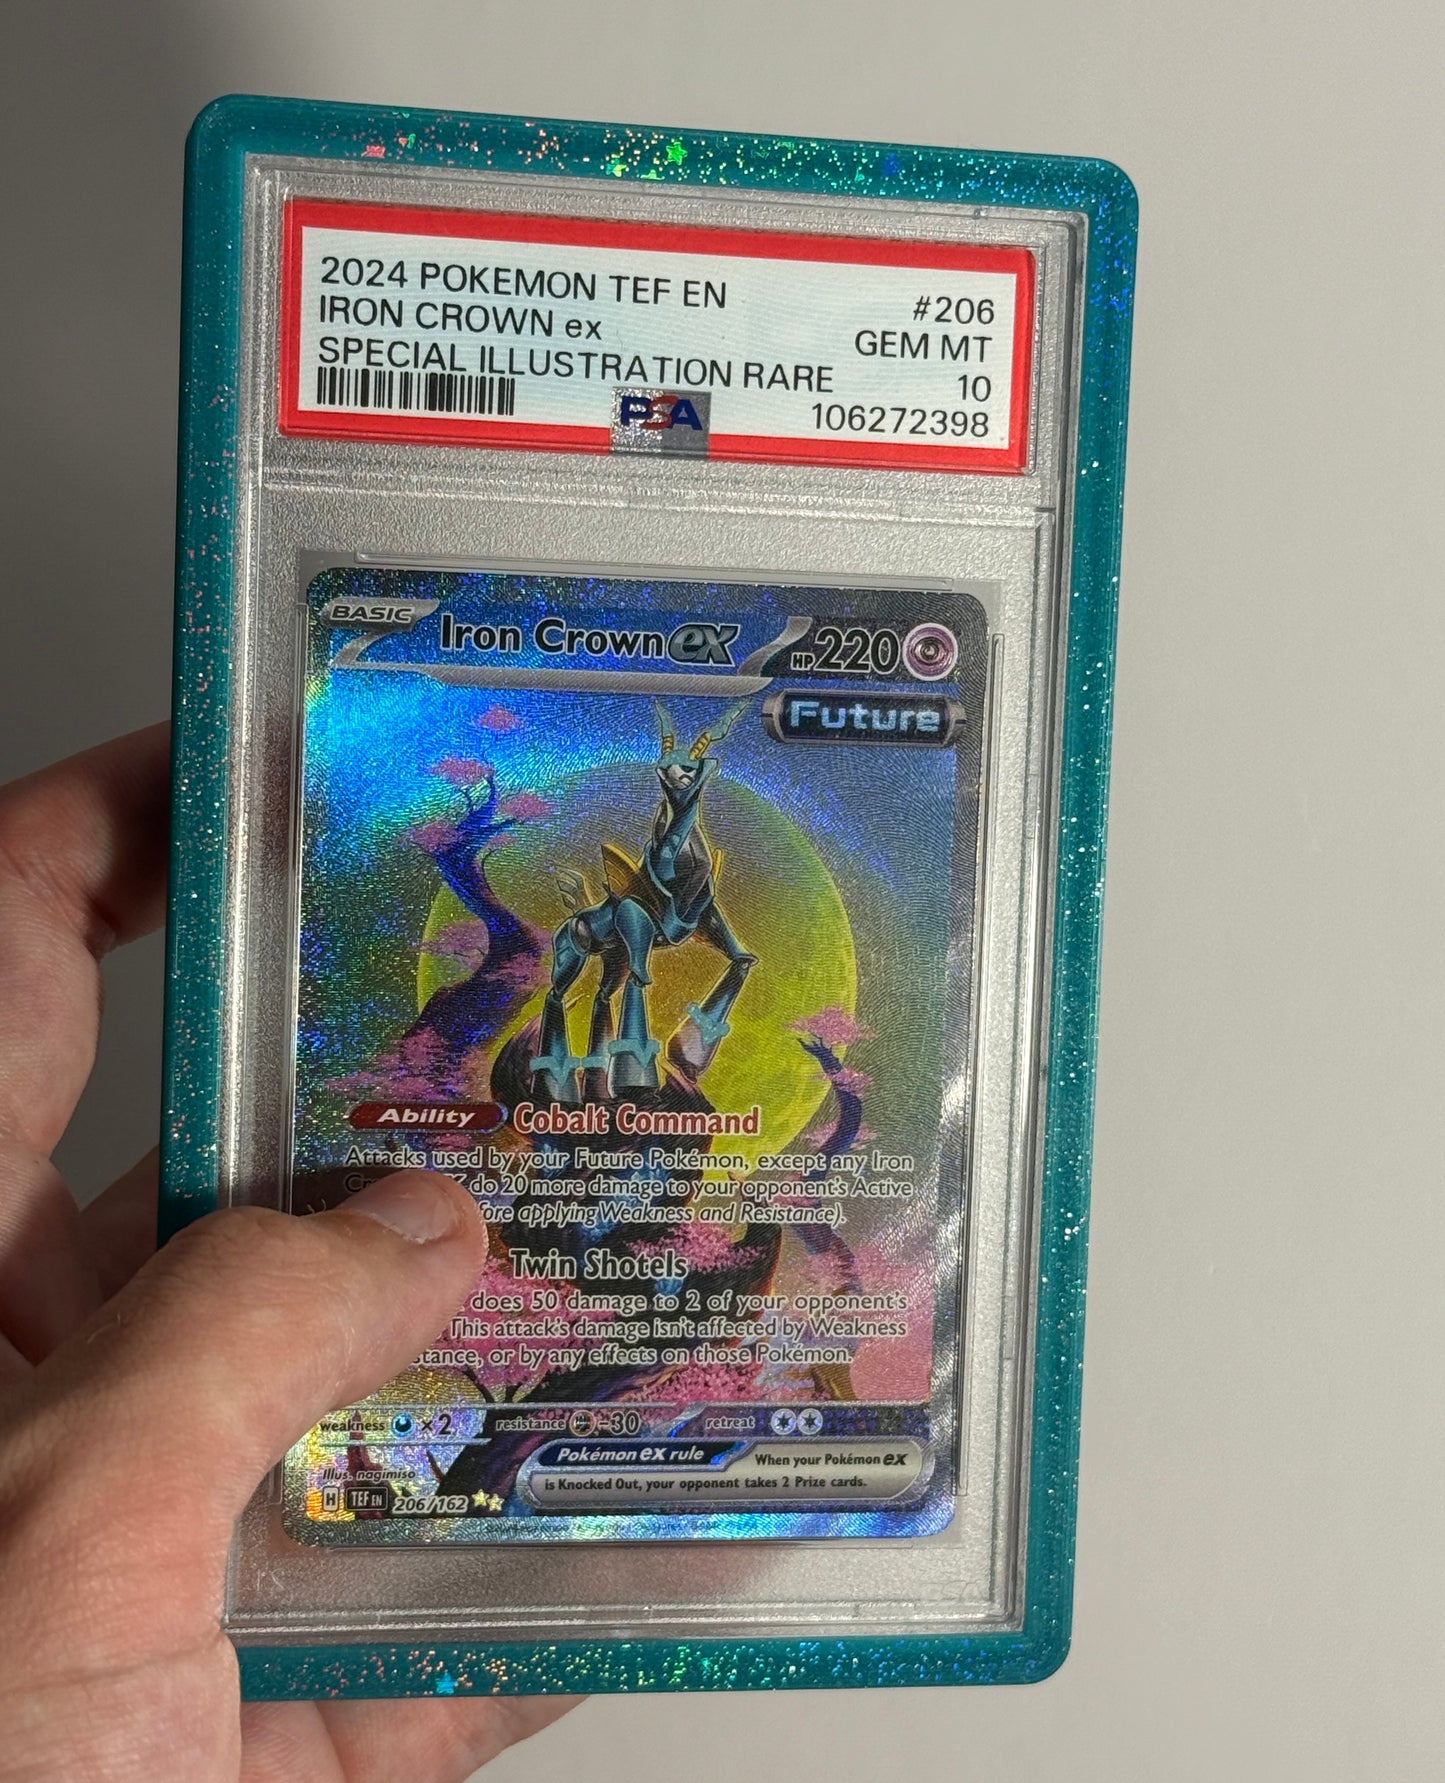 2024 POKEMON TEF EN
IRON CROWN ex
SPECIAL ILLUSTRATION RARE
#206
GEM MT
10
106272398
PSA
BASIC
Iron Crown ex
HP 220
Future
Ability Cobalt Command
Attacks used by your Future Pokémon, except any Iron
do 20 more damage to your opponent's Active
applying Weakness and Resistance).
Twin Shotels
does 50 damage to 2 of your opponent's
This attack's damage isn't affected by Weakness
or by any effects on those Pokémon.
weakness ×2 resistance -30 retreat
Pokémon ex rule When your Pokémon ex
is Knocked Out, your opponent takes 2 Prize cards.
Illus. nagimiso
H TEF EN 206/162